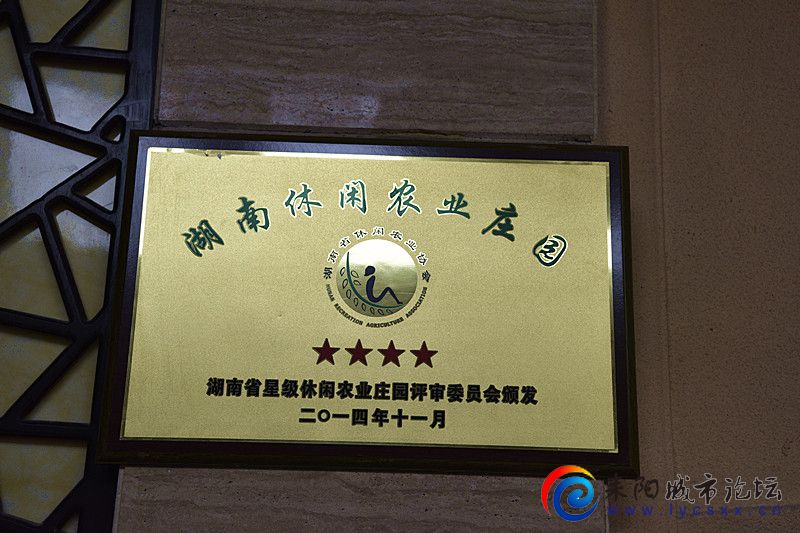 湖南休闲农业庄园
湖南省休闲农业协会
HUNAN RECREATION AGRICULTURE ASSOCIATION
湖南省星级休闲农业庄园评审委员会颁发
二〇一四年十一月
耒阳城市论坛
www.lycsxx.cn